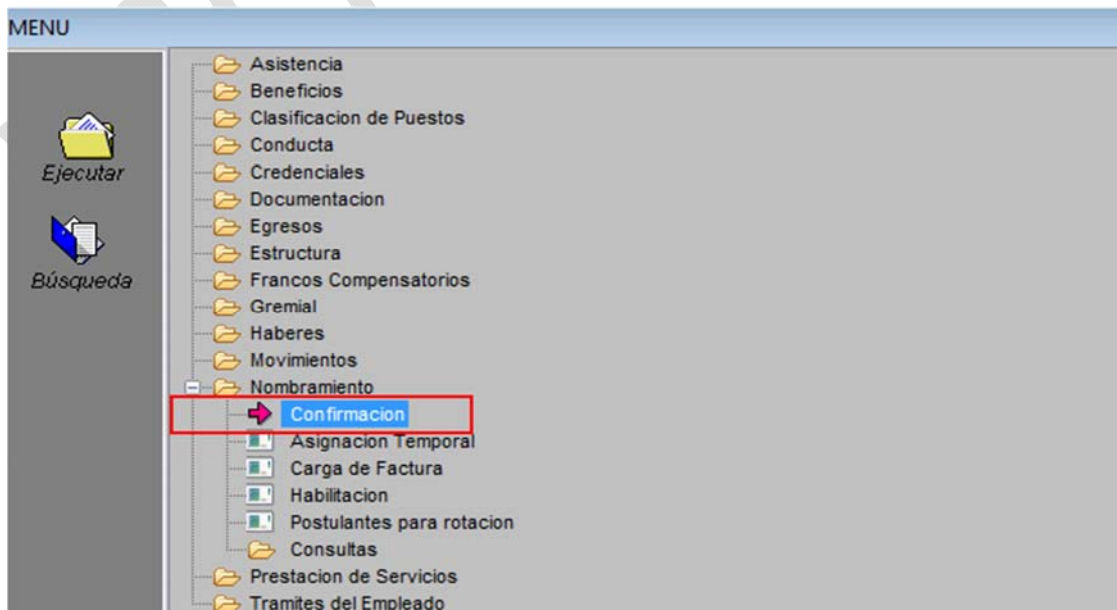 MENU
Ejecutar
Búsqueda
Asistencia
Beneficios
Clasificacion de Puestos
Conducta
Credenciales
Documentacion
Egresos
Estructura
Francos Compensatorios
Gremial
Haberes
Movimientos
Nombramiento
Confirmacion
Asignacion Temporal
Carga de Factura
Habilitacion
Postulantes para rotacion
Consultas
Prestacion de Servicios
Tramites del Empleado